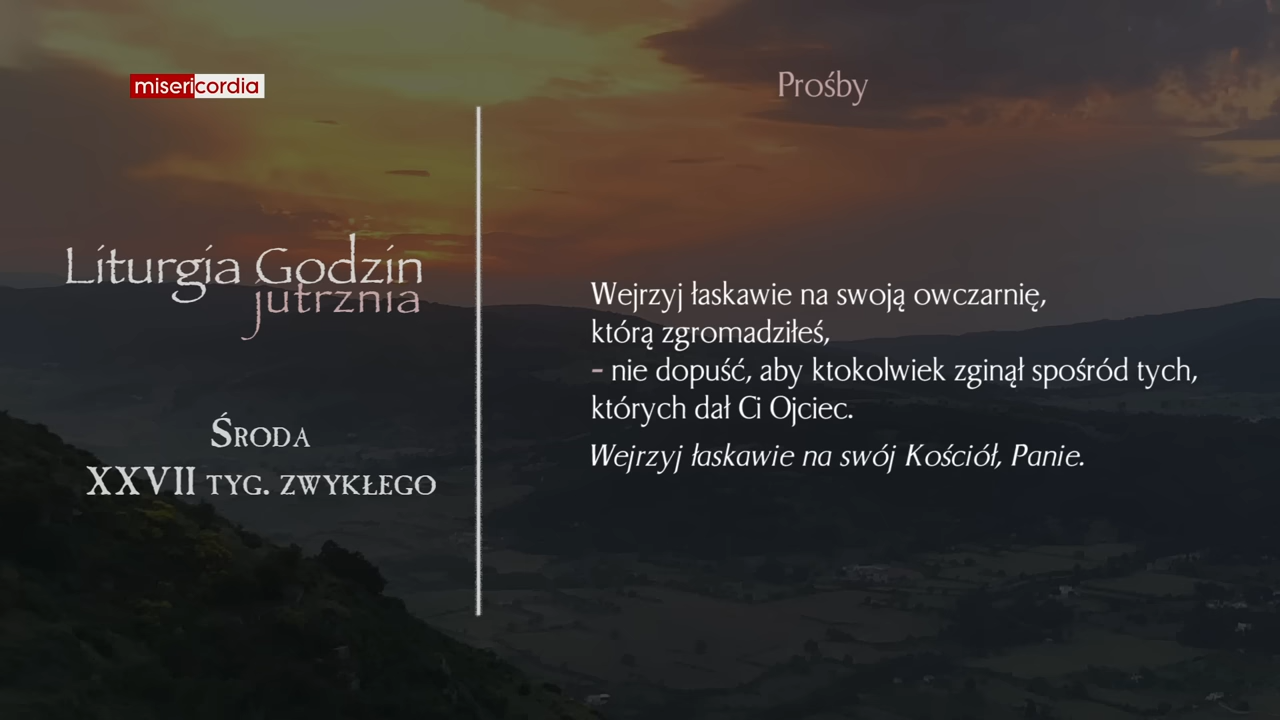 misericordia
Liturgia Godzin
jutrznia
Środa
XXVII tyg. zwykłego
Prośby
Wejrzyj łaskawie na swoją owczarnię,
którą zgromadziłeś,
- nie dopuść, aby ktokolwiek zginął spośród tych,
których dał Ci Ojciec.
Wejrzyj łaskawie na swój Kościół, Panie.